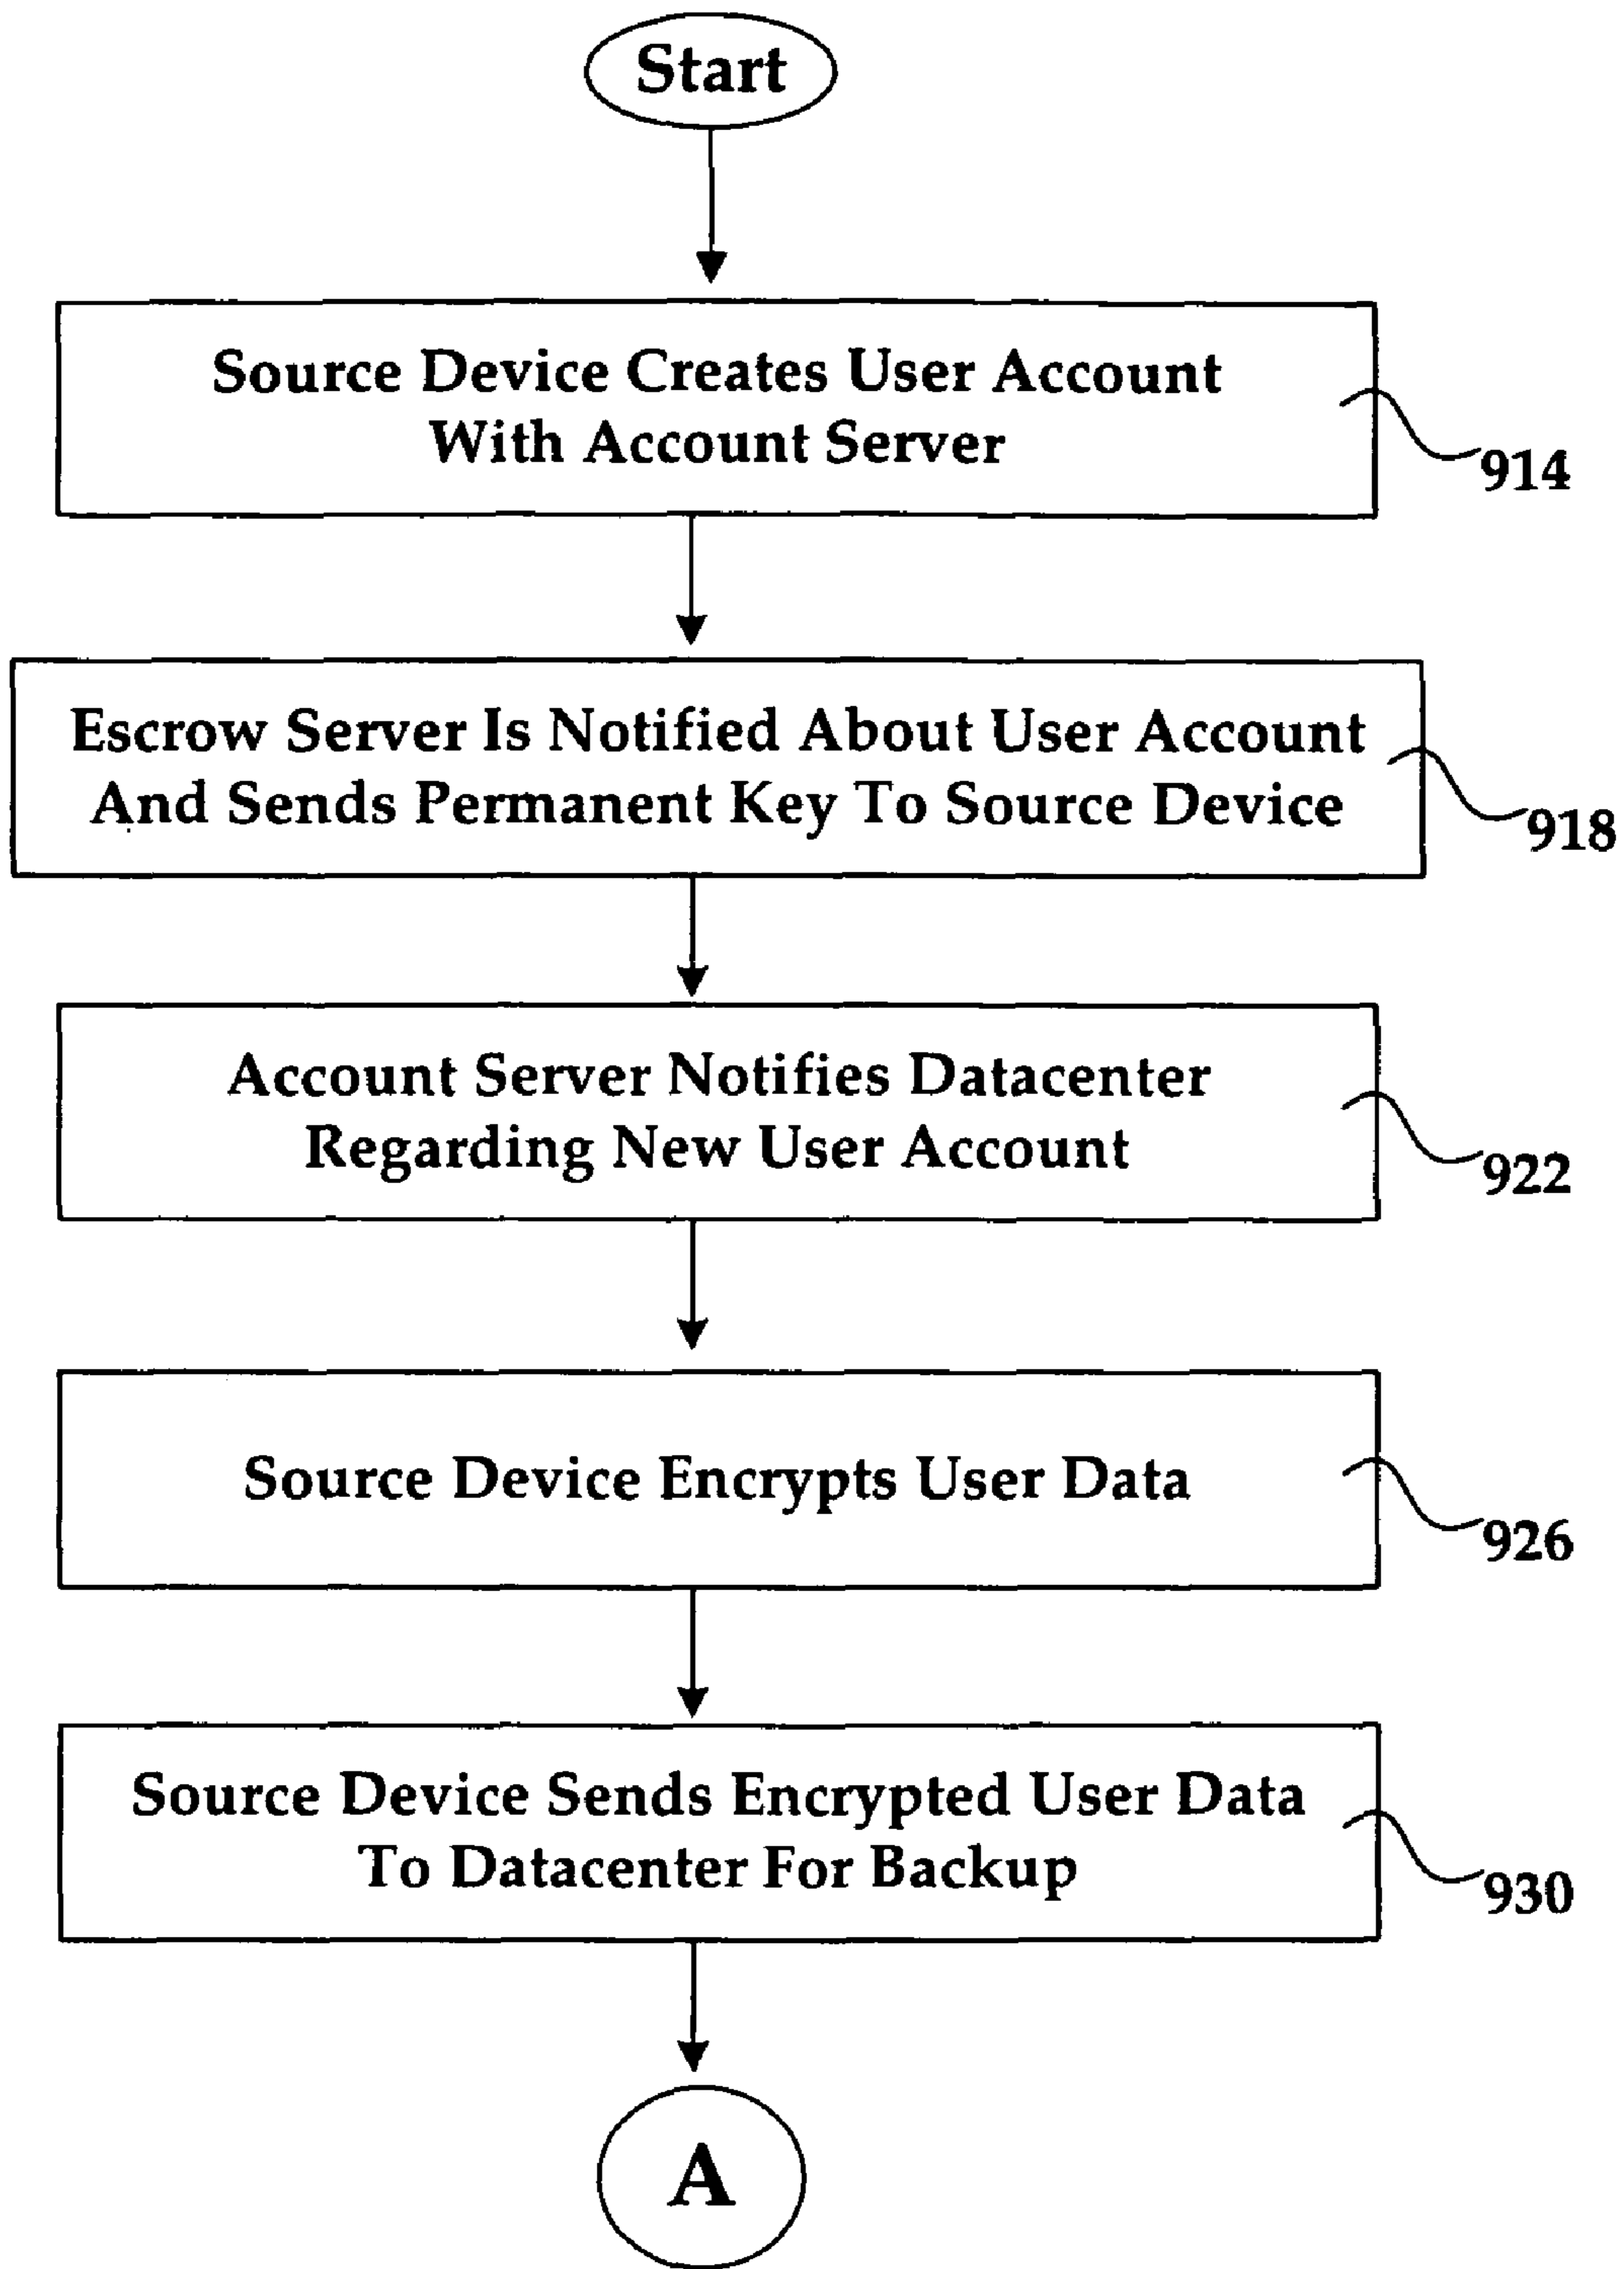 Start
Source Device Creates User Account
With Account Server
914
Escrow Server Is Notified About User Account
And Sends Permanent Key To Source Device
918
Account Server Notifies Datacenter
Regarding New User Account
922
Source Device Encrypts User Data
926
Source Device Sends Encrypted User Data
To Datacenter For Backup
930
A